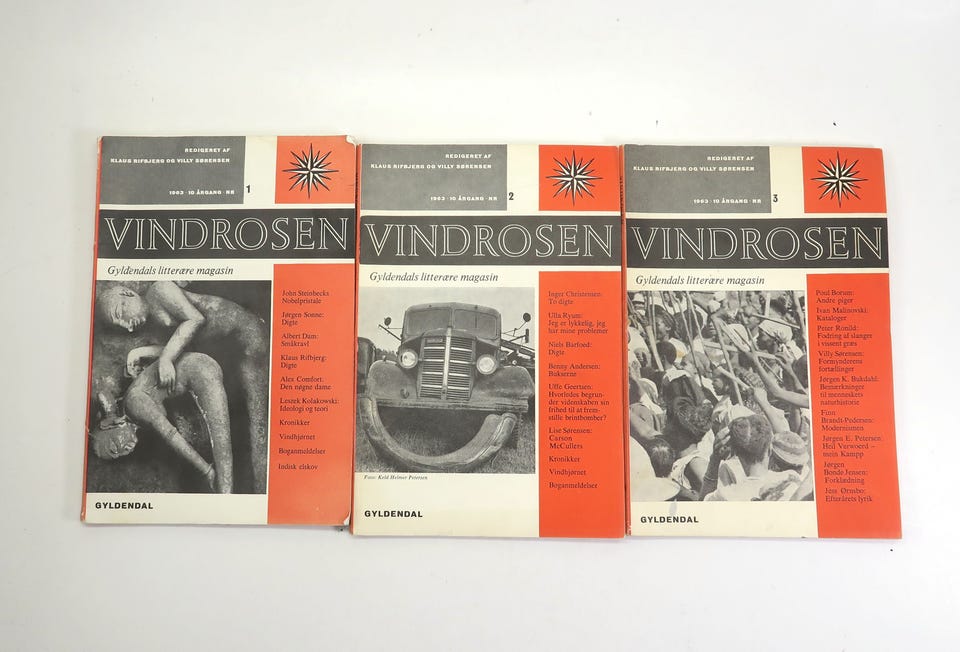 REDIGERET AF
KLAUS RIFBJERG OG VILLY SØRENSEN
1963 · 10 ÅRGANG · NR 1
VINDROSEN
Gyldendals litterære magasin
John Steinbecks
Nobelpristale
Jørgen Sonne:
Digte
Albert Dam:
Småkravl
Klaus Rifbjerg:
Digte
Alex Comfort:
Den nøgne dame
Leszek Kolakowski:
Ideologi og teori
Kronikker
Vindhjørnet
Boganmeldelser
Indisk elskov
GYLDENDAL
REDIGERET AF
KLAUS RIFBJERG OG VILLY SØRENSEN
1963 · 10 ÅRGANG · NR 2
VINDROSEN
Gyldendals litterære magasin
Inger Christensen:
To digte
Ulla Ryum:
Jeg er lykkelig, jeg
har mine problemer
Niels Barfoed:
Digte
Benny Andersen:
Bukserne
Uffe Geertsen:
Hvorledes begrun-
der videnskaben sin
frihed til at frem-
stille brintbomber?
Lise Sørensen:
Carson
McCullers
Kronikker
Vindhjørnet
Boganmeldelser
Foto: Keld Helmer Petersen
GYLDENDAL
REDIGERET AF
KLAUS RIFBJERG OG VILLY SØRENSEN
1963 · 10 ÅRGANG · NR 3
VINDROSEN
Gyldendals litterære magasin
Poul Borum:
Andre piger
Ivan Malinovski:
Kataloger
Peter Ronild:
Fodring af slanger
i vissent græs
Villy Sørensen:
Formynderens
fortællinger
Jørgen K. Bukdahl:
Bemærkninger
til menneskets
naturhistorie
Finn
Brandt-Pedersen:
Modernismen
Jørgen E. Petersen:
Heil Verwoerd –
mein Kampp
Jørgen
Bonde Jensen:
Forklædning
Jess Ørnsbo:
Efterårets lyrik
GYLDENDAL